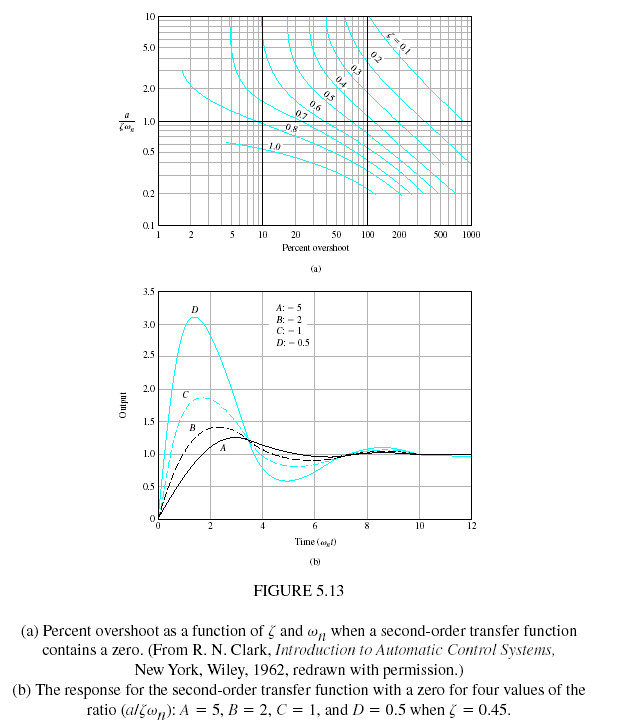 10
5.0
2.0
1.0
0.5
0.2
0.1
a
ζωn
ζ = 0.1
0.2
0.3
0.4
0.5
0.6
0.7
0.8
1.0
1 2 5 10 20 50 100 200 500 1000
Percent overshoot
(a)
3.5
3.0
2.5
2.0
1.5
1.0
0.5
0
Output
D
C
B
A
A: – 5
B: – 2
C: – 1
D: – 0.5
0 2 4 6 8 10 12
Time (ωnt)
(b)
FIGURE 5.13
(a) Percent overshoot as a function of ζ and ωn when a second-order transfer function
contains a zero. (From R. N. Clark, Introduction to Automatic Control Systems,
New York, Wiley, 1962, redrawn with permission.)
(b) The response for the second-order transfer function with a zero for four values of the
ratio (a/ζωn): A = 5, B = 2, C = 1, and D = 0.5 when ζ = 0.45.